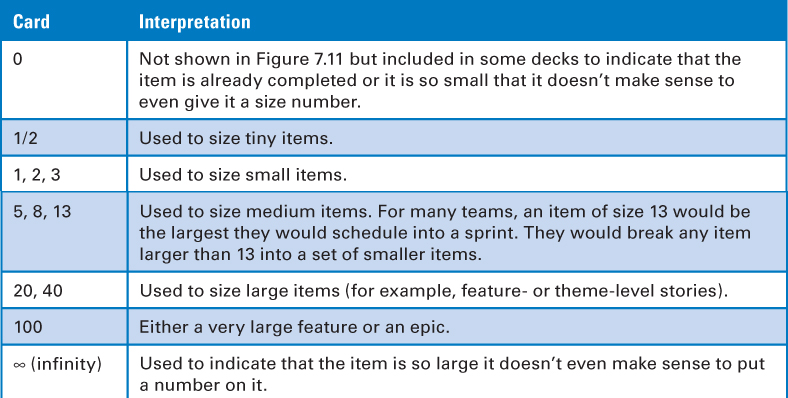 Card Interpretation
0 Not shown in Figure 7.11 but included in some decks to indicate that the
item is already completed or it is so small that it doesn’t make sense to
even give it a size number.
1/2 Used to size tiny items.
1, 2, 3 Used to size small items.
5, 8, 13 Used to size medium items. For many teams, an item of size 13 would be
the largest they would schedule into a sprint. They would break any item
larger than 13 into a set of smaller items.
20, 40 Used to size large items (for example, feature- or theme-level stories).
100 Either a very large feature or an epic.
∞ (infinity) Used to indicate that the item is so large it doesn’t even make sense to put
a number on it.